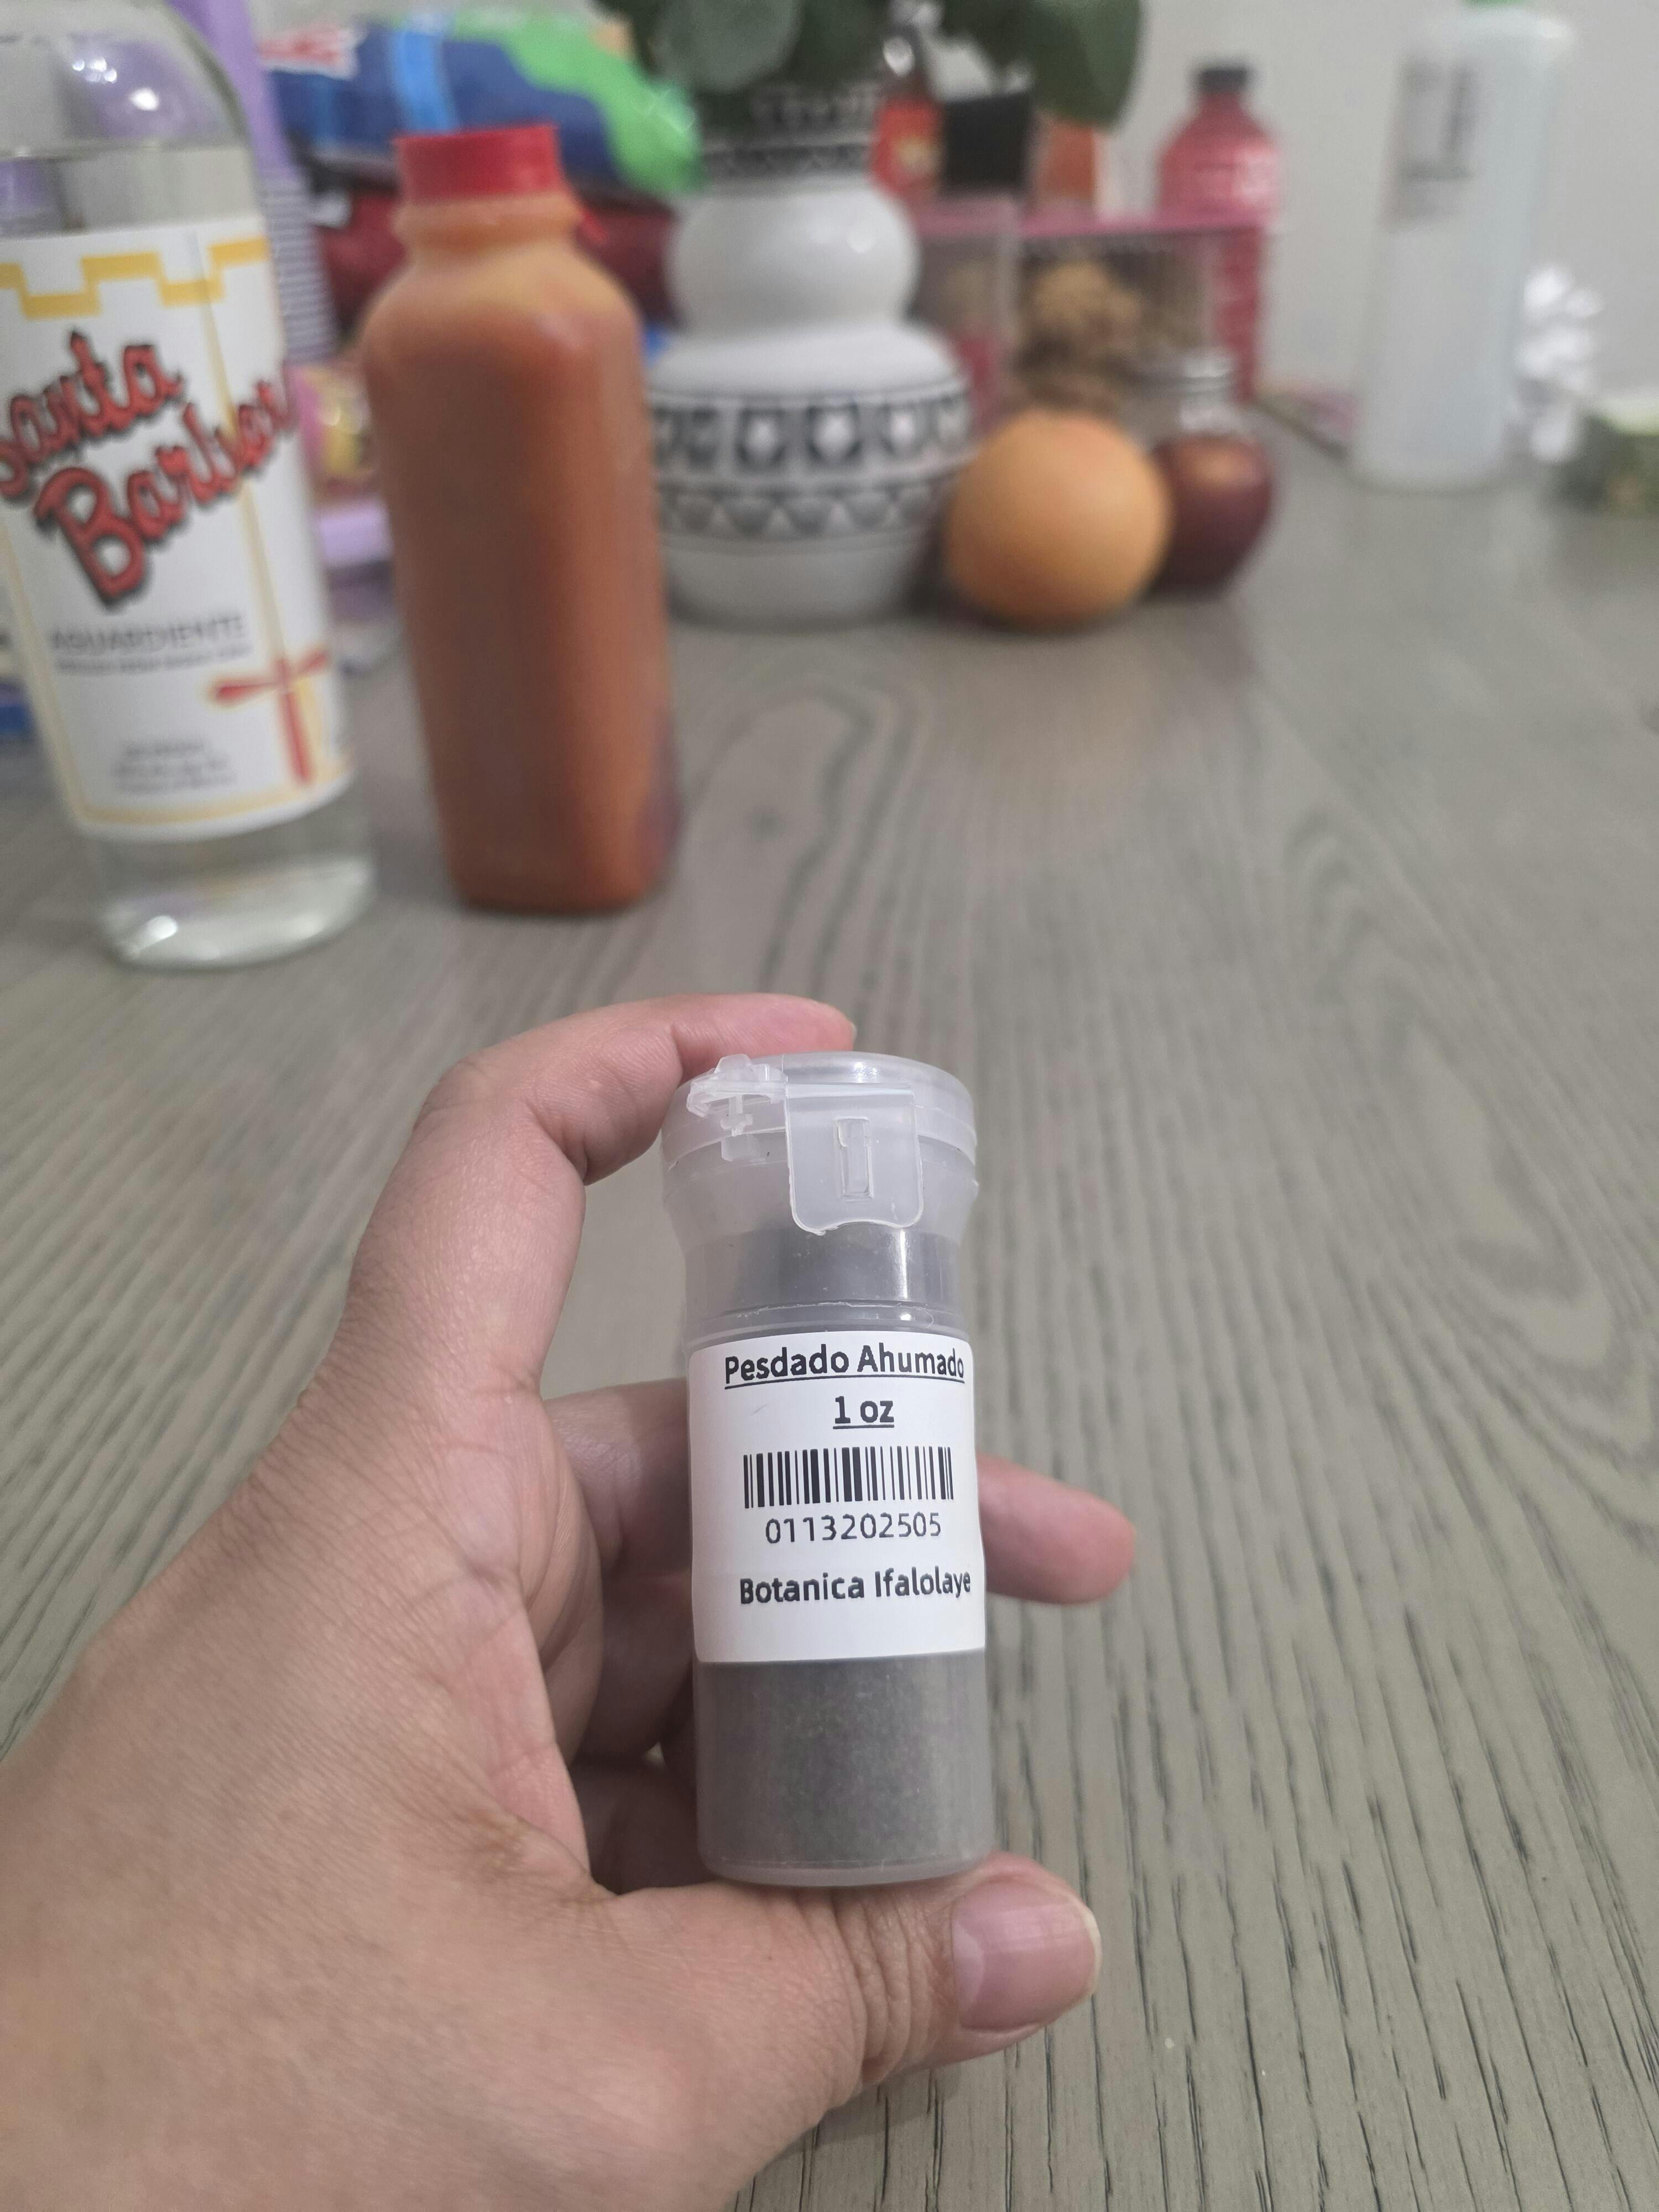 Santa
Barbara
AGUARDIENTE
Pesdado Ahumado
1 oz
0113202505
Botanica Ifalolaye